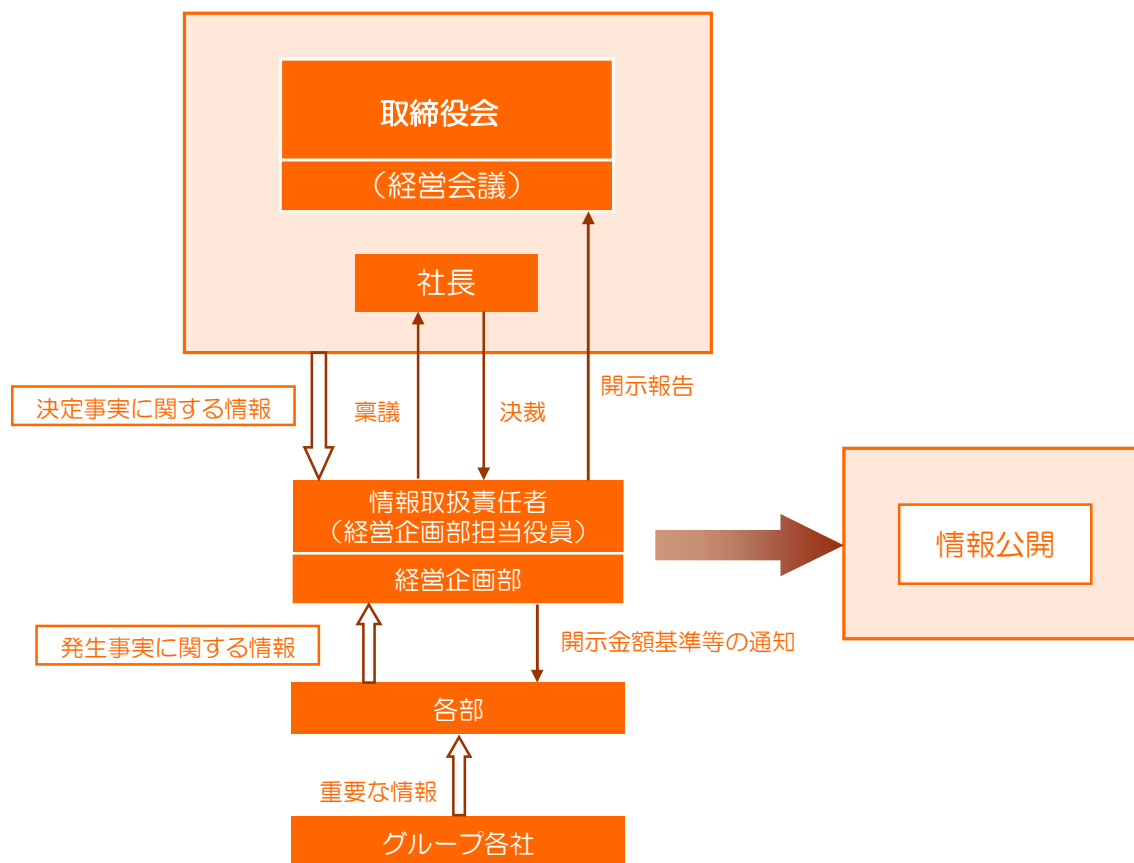 取締役会
（経営会議）
社長
開示報告
決定事実に関する情報
稟議
決裁
情報取扱責任者
（経営企画部担当役員）
情報公開
経営企画部
発生事実に関する情報
開示金額基準等の通知
各部
重要な情報
グループ各社